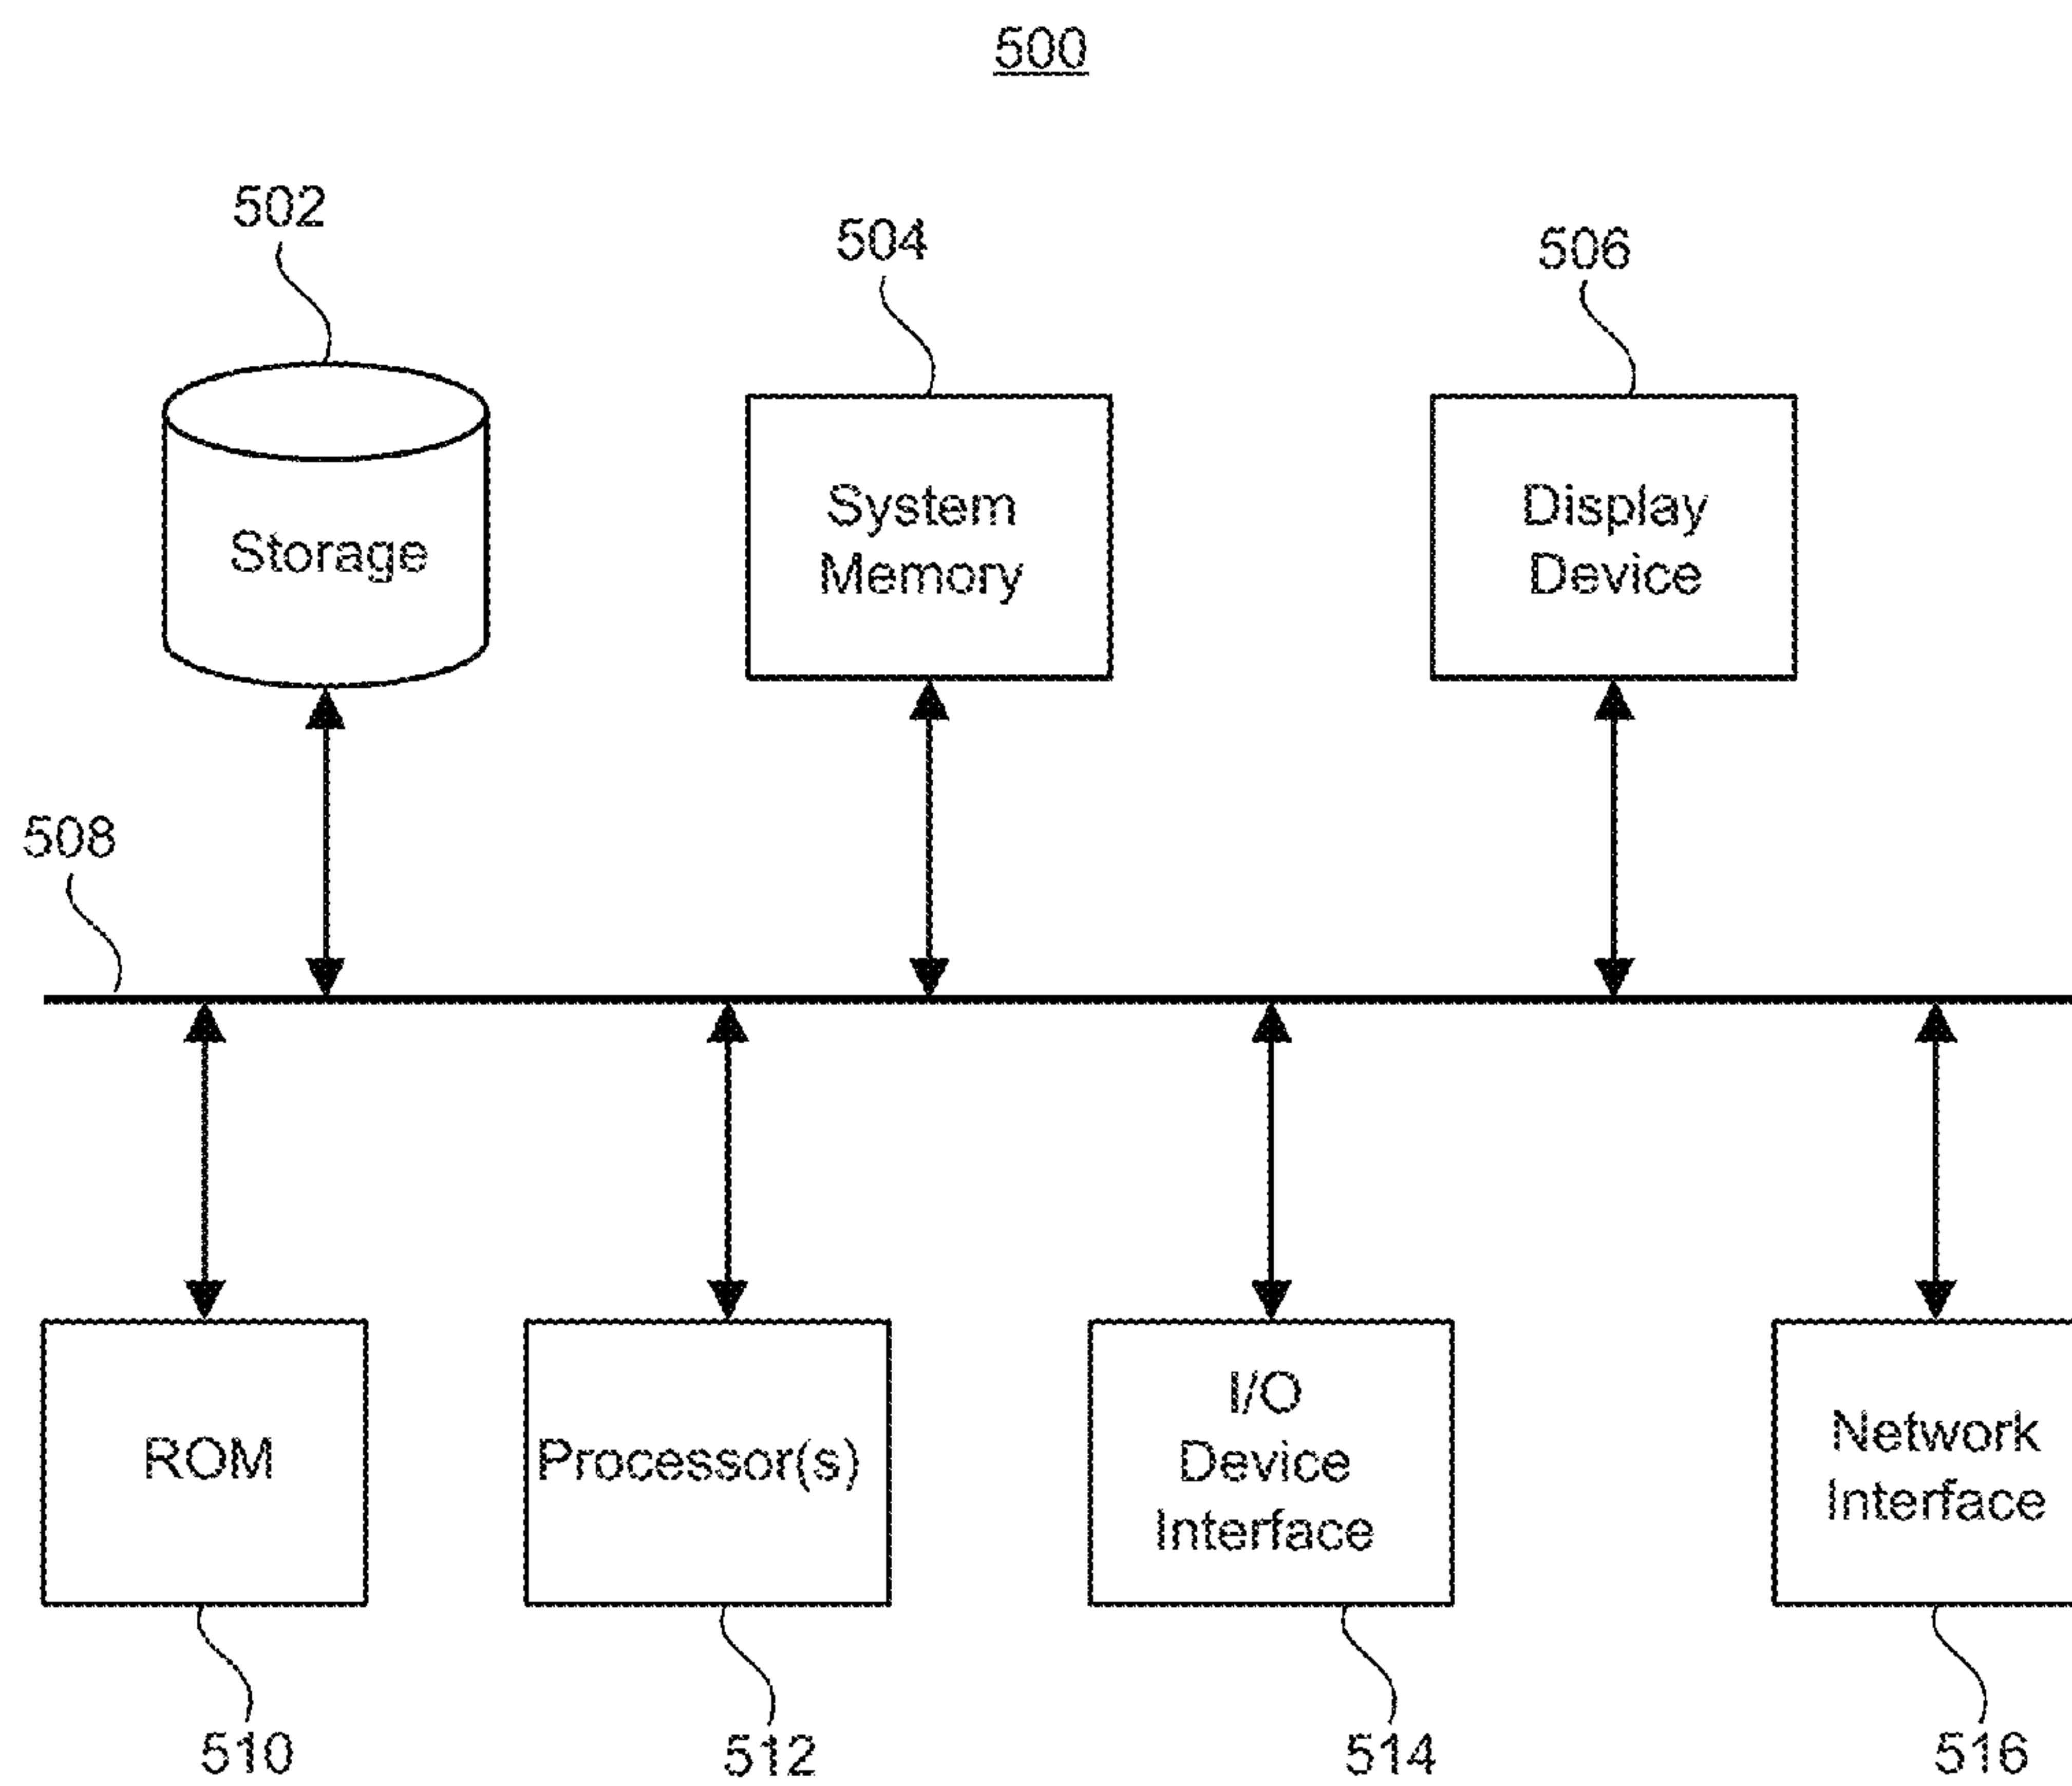 500
502
504
506
Storage
System
Memory
Display
Device
508
ROM
Processor(s)
I/O
Device
Interface
Network
Interface
510
512
514
516